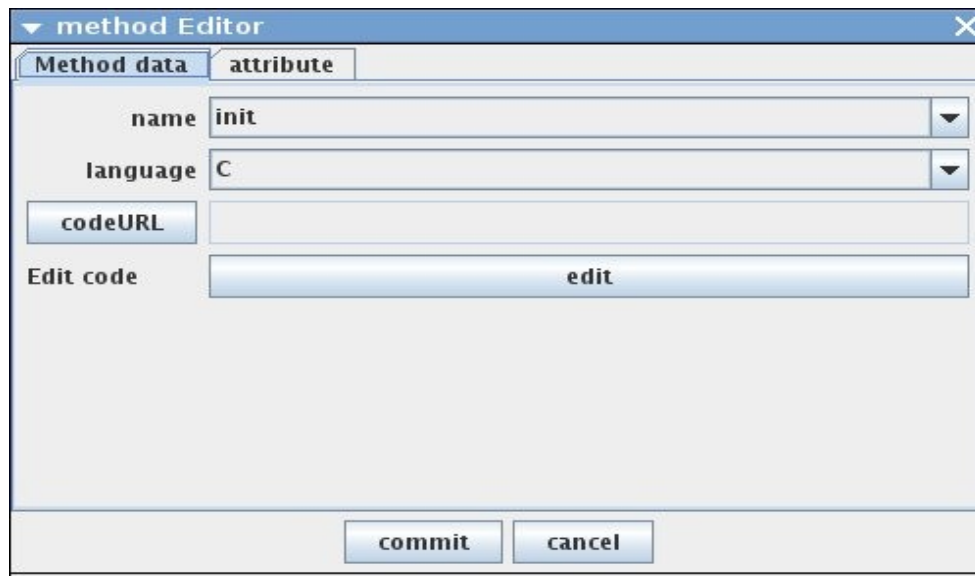 method Editor
Method data attribute
name init
language C
codeURL
Edit code edit
commit cancel